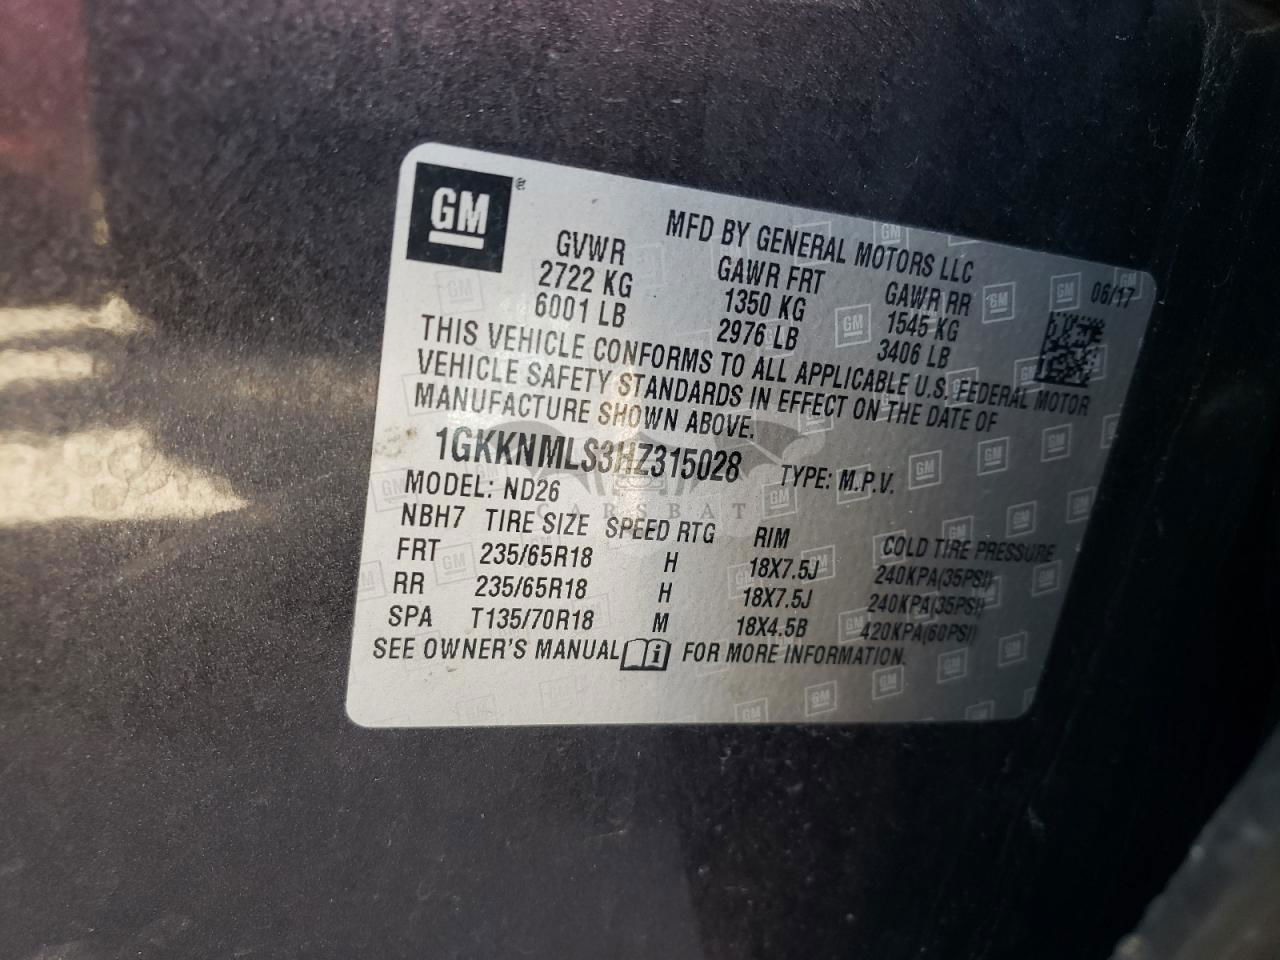 GM
MFD BY GENERAL MOTORS LLC
GVWR GAWR FRT GAWR RR 06/17
2722 KG 1350 KG 1545 KG
6001 LB 2976 LB 3406 LB
THIS VEHICLE CONFORMS TO ALL APPLICABLE U.S. FEDERAL MOTOR
VEHICLE SAFETY STANDARDS IN EFFECT ON THE DATE OF
MANUFACTURE SHOWN ABOVE.
1GKKNMLS3HZ315028 TYPE: M.P.V.
MODEL: ND26
CARSBAT
NBH7 TIRE SIZE SPEED RTG RIM COLD TIRE PRESSURE
FRT 235/65R18 H 18X7.5J 240KPA(35PSI)
RR 235/65R18 H 18X7.5J 240KPA(35PSI)
SPA T135/70R18 M 18X4.5B 420KPA(60PSI)
SEE OWNER'S MANUAL i FOR MORE INFORMATION.